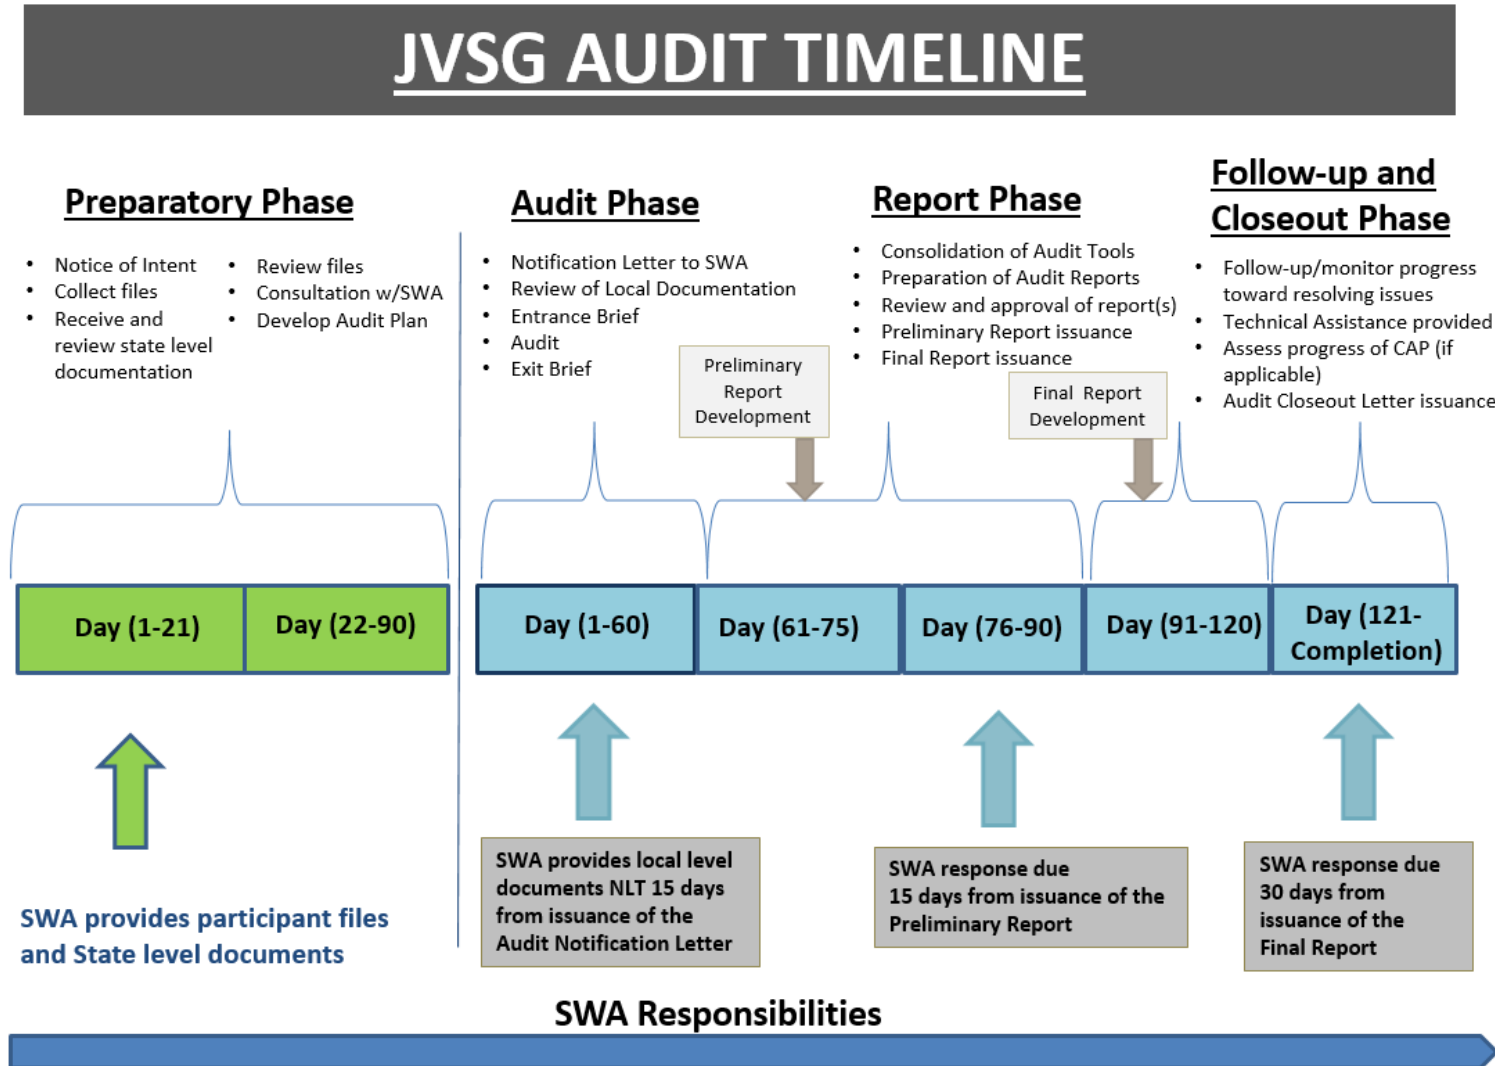 JVSG AUDIT TIMELINE
Preparatory Phase
• Notice of Intent
• Collect files
• Receive and
review state level
documentation
• Review files
• Consultation w/SWA
• Develop Audit Plan
Audit Phase
• Notification Letter to SWA
• Review of Local Documentation
• Entrance Brief
• Audit
• Exit Brief
Report Phase
• Consolidation of Audit Tools
• Preparation of Audit Reports
• Review and approval of report(s)
• Preliminary Report issuance
• Final Report issuance
Follow-up and
Closeout Phase
• Follow-up/monitor progress
toward resolving issues
• Technical Assistance provided
• Assess progress of CAP (if
applicable)
• Audit Closeout Letter issuance
Preliminary
Report
Development
Final Report
Development
Day (1-21)
Day (22-90)
Day (1-60)
Day (61-75)
Day (76-90)
Day (91-120)
Day (121-
Completion)
SWA provides participant files
and State level documents
SWA provides local level
documents NLT 15 days
from issuance of the
Audit Notification Letter
SWA response due
15 days from issuance of the
Preliminary Report
SWA response due
30 days from
issuance of the
Final Report
SWA Responsibilities